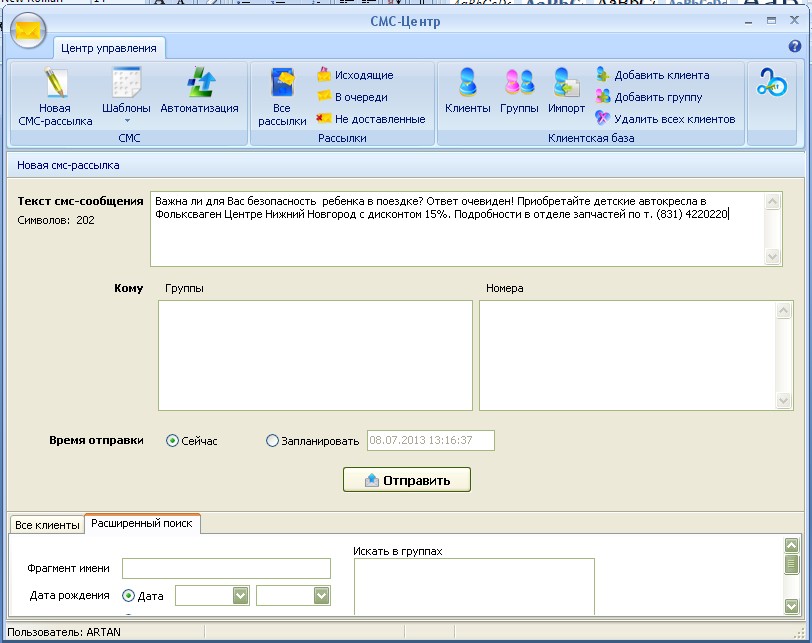 СМС-Центр
Центр управления
Новая СМС-рассылка
Шаблоны
Автоматизация
СМС
Все рассылки
Исходящие
В очереди
Не доставленные
Рассылки
Клиенты
Группы
Импорт
Добавить клиента
Добавить группу
Удалить всех клиентов
Клиентская база
Новая смс-рассылка
Текст смс-сообщения
Символов: 202
Важна ли для Вас безопасность ребенка в поездке? Ответ очевиден! Приобретайте детские автокресла в
Фольксваген Центре Нижний Новгород с дисконтом 15%. Подробности в отделе запчастей по т. (831) 4220220
Кому
Группы
Номера
Время отправки
Сейчас
Запланировать
08.07.2013 13:16:37
Отправить
Все клиенты
Расширенный поиск
Фрагмент имени
Искать в группах
Дата рождения
Дата
Пользователь: ARTAN